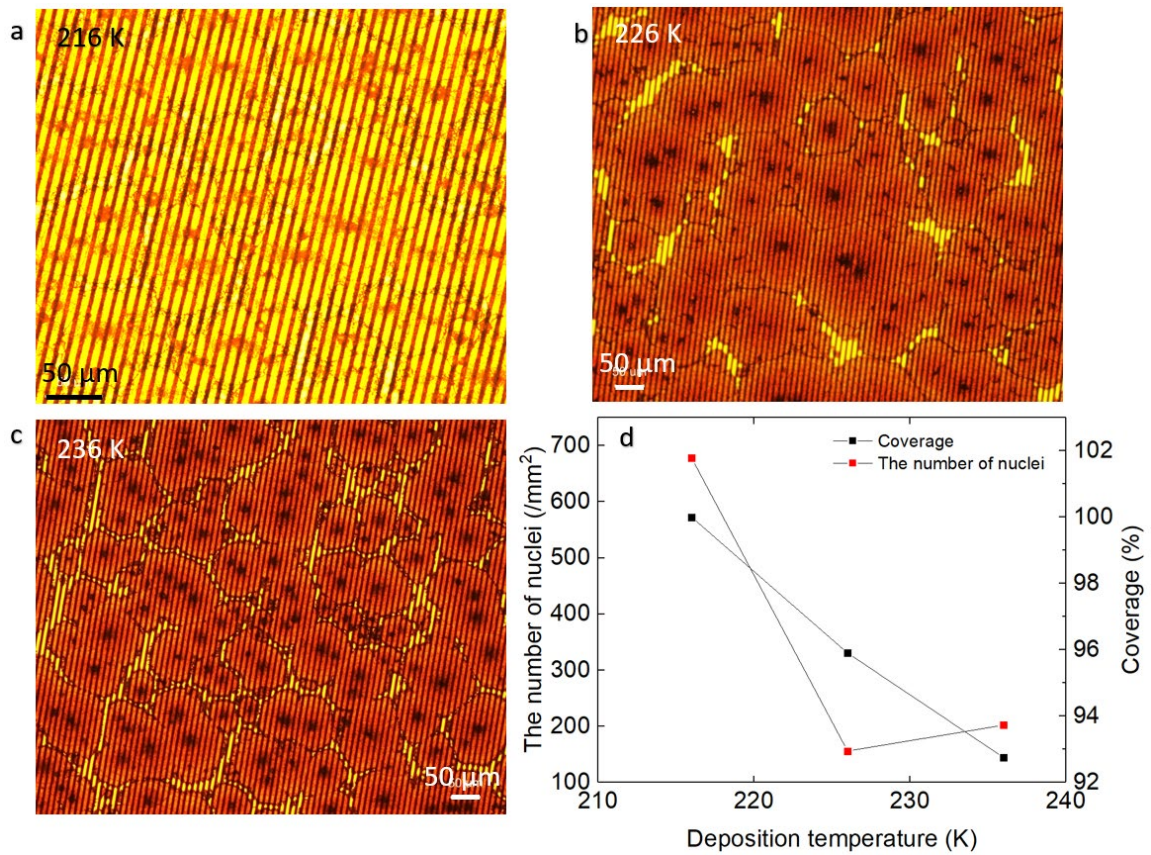 a
216 K
50 μm
b
226 K
50 μm
50 um
c
236 K
50 μm
d
Coverage
The number of nuclei
700
600
500
400
300
200
100
The number of nuclei (/mm²)
102
100
98
96
94
92
Coverage (%)
210
220
230
240
Deposition temperature (K)